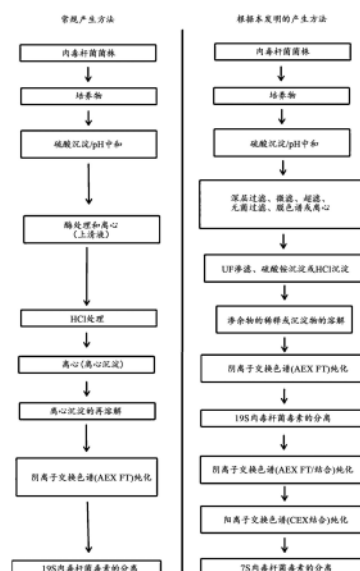 常规产生方法
内毒杆菌菌株
培养物
硫酸沉淀/pH中和
酶处理和离心
(上清液)
HCl处理
离心(离心沉淀)
离心沉淀的再溶解
阴离子交换色谱(AEX FT)纯化
19S内毒杆菌毒素的分离
根据本发明的产生方法
内毒杆菌菌株
培养物
硫酸沉淀/pH中和
深层过滤、微滤、超滤、
无菌过滤、膜色谱或离心
UF渗滤、硫酸铵沉淀或HCl沉淀
渗余物的稀释或沉淀物的溶解
阴离子交换色谱(AEX FT)纯化
19S内毒杆菌毒素的分离
阴离子交换色谱(AEX FT/结合)纯化
阳离子交换色谱(CEX结合)纯化
7S内毒杆菌毒素的分离